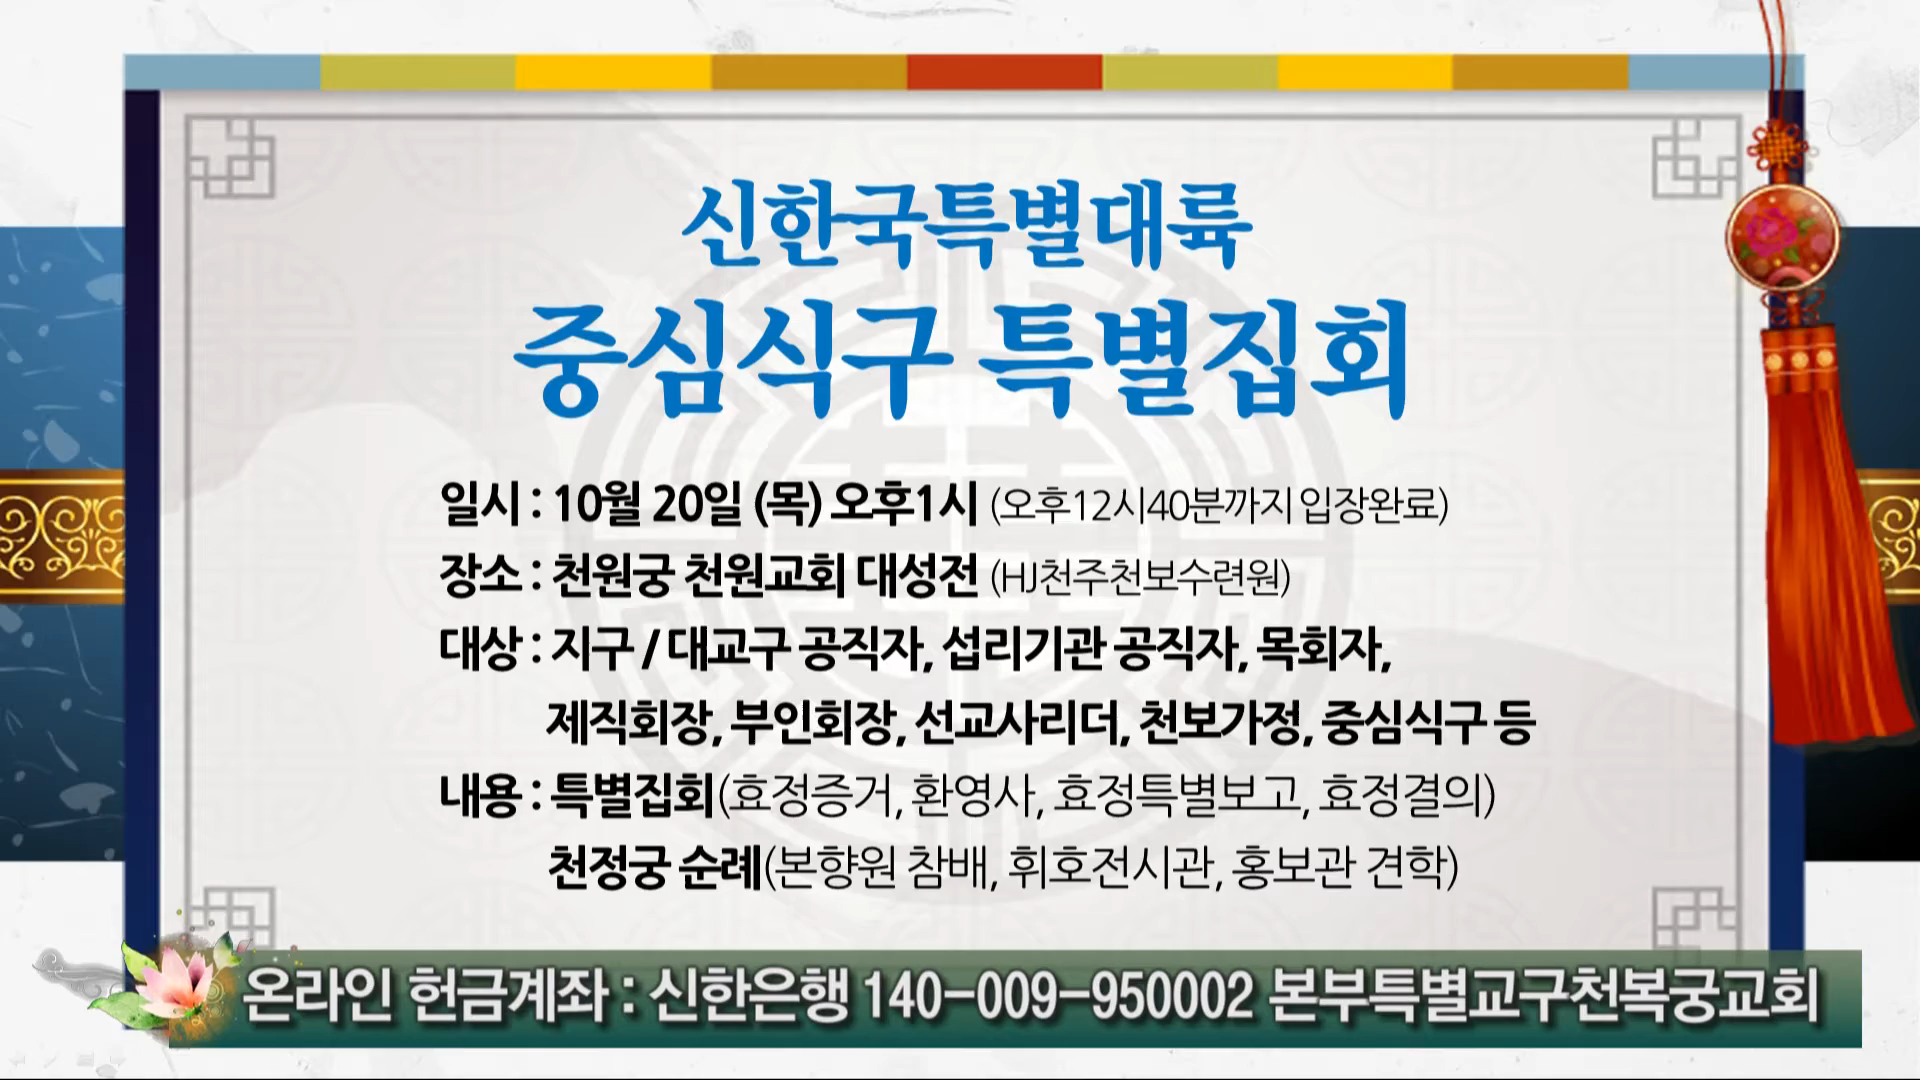 신한국특별대륙
중심식구 특별집회
일시 : 10월 20일 (목) 오후1시 (오후12시40분까지 입장완료)
장소 : 천원궁 천원교회 대성전 (HJ천주천보수련원)
대상 : 지구 / 대교구 공직자, 섭리기관 공직자, 목회자,
제직회장, 부인회장, 선교사리더, 천보가정, 중심식구 등
내용 : 특별집회(효정증거, 환영사, 효정특별보고, 효정결의)
천정궁 순례(본향원 참배, 휘호전시관, 홍보관 견학)
온라인 헌금계좌 : 신한은행 140-009-950002 본부특별교구천복궁교회